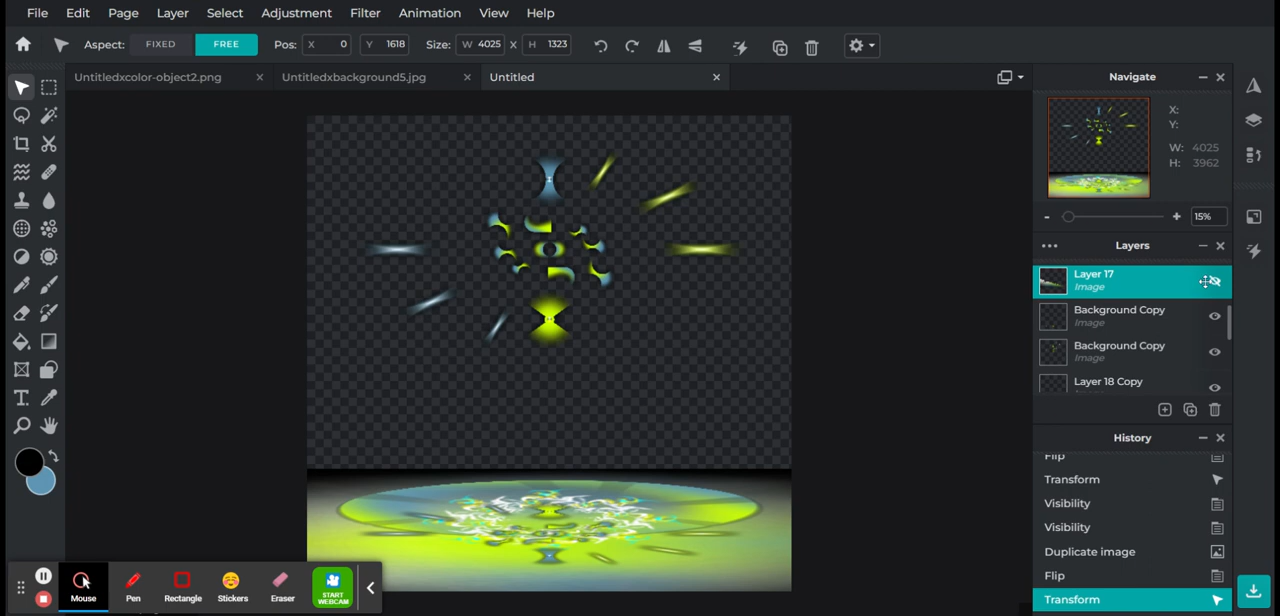 File Edit Page Layer Select Adjustment Filter Animation View Help
Aspect: FIXED FREE Pos: X 0 Y 1618 Size: W 4025 X H 1323
Untitledxcolor-object2.png
Untitledxbackground5.jpg
Untitled
Navigate
X:
Y:
W: 4025
H: 3962
- + 15%
Layers
Layer 17
Image
Background Copy
Image
Background Copy
Image
Layer 18 Copy
History
Flip
Transform
Visibility
Visibility
Duplicate image
Flip
Transform
Mouse Pen Rectangle Stickers Eraser START WEBCAM